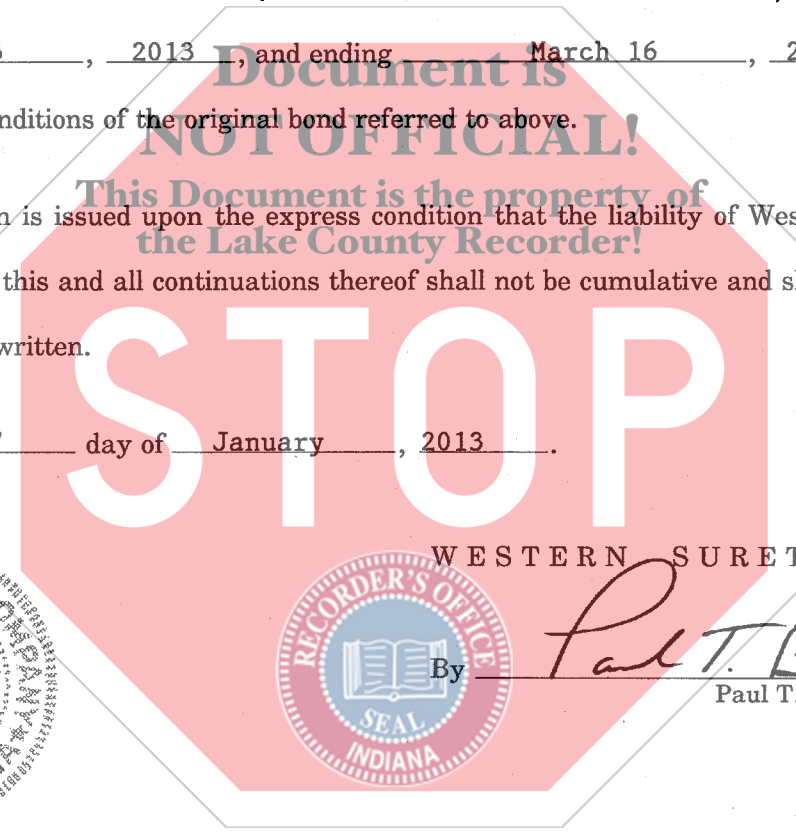 , 2013 , and ending March 16 , 2
Document is
nditions of the original bond referred to above.
NOT OFFICIAL!
This Document is the property of
n is issued upon the express condition that the liability of Wes
the Lake County Recorder!
this and all continuations thereof shall not be cumulative and s
written.
STOP
day of January , 2013 .
WESTERN SURET
RECORDER'S OFFICE
SEAL
INDIANA
By Paul T.
Paul T.